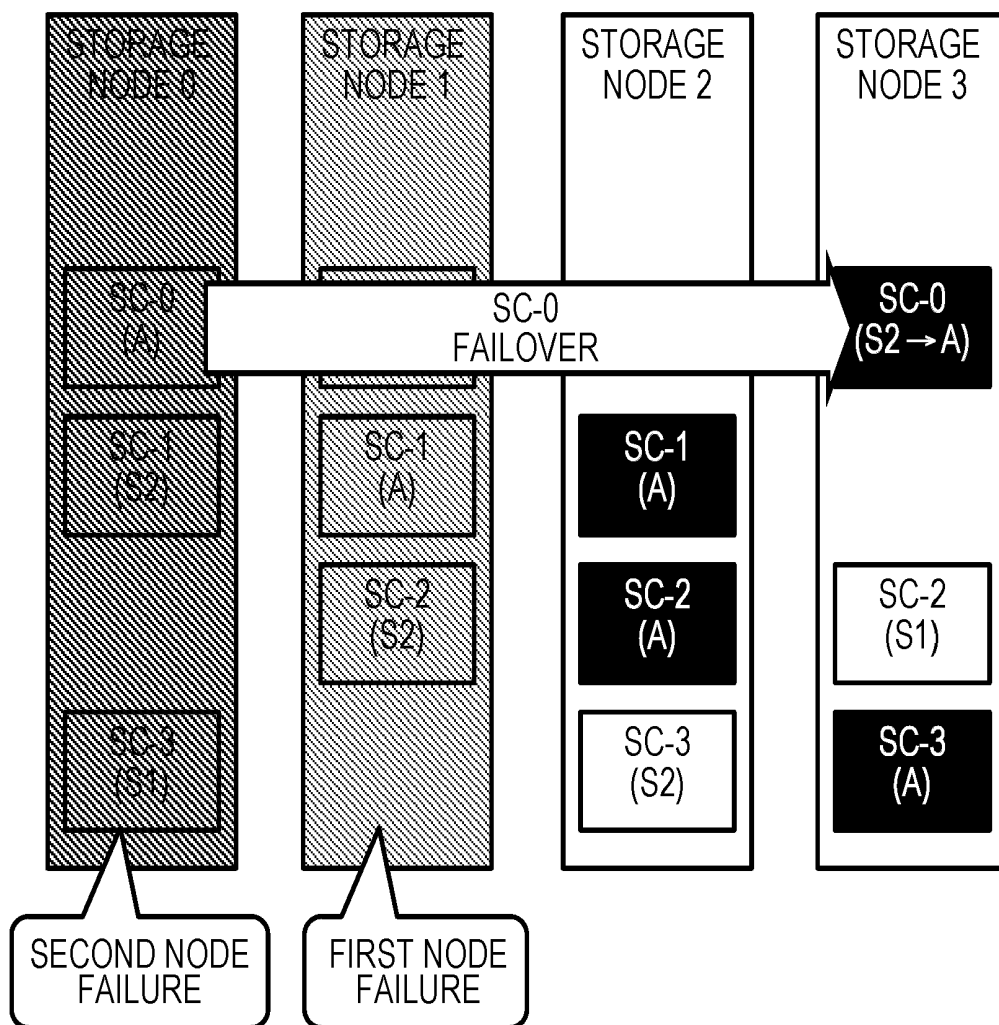 STORAGE
NODE 0
STORAGE
NODE 1
STORAGE
NODE 2
STORAGE
NODE 3
SC-0
(A)
SC-0
FAILOVER
SC-0
(S2→A)
SC-1
(S2)
SC-1
(A)
SC-1
(A)
SC-2
(S2)
SC-2
(A)
SC-2
(S1)
SC-3
(S1)
SC-3
(S2)
SC-3
(A)
SECOND NODE
FAILURE
FIRST NODE
FAILURE